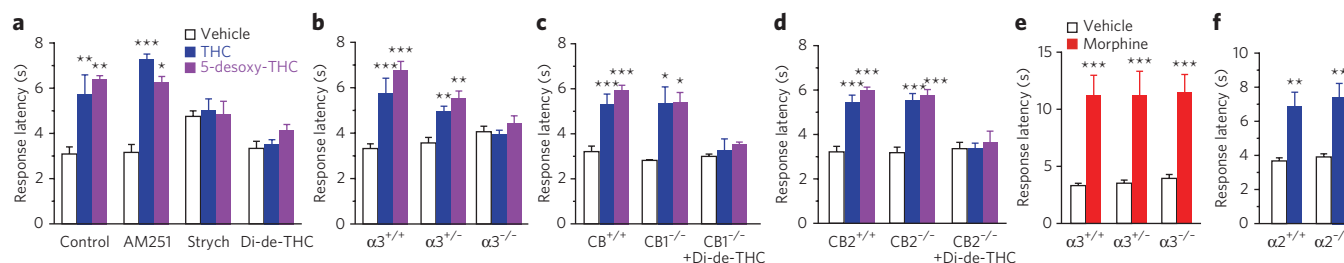 a
Response latency (s)
8
6
4
2
0
** ** *** *
Vehicle
THC
5-desoxy-THC
Control AM251 Strych Di-de-THC
b
Response latency (s)
8
6
4
2
0
*** *** ** **
α3+/+ α3+/− α3−/−
c
Response latency (s)
8
6
4
2
0
*** *** * *
CB+/+ CB1−/− CB1−/−
+Di-de-THC
d
Response latency (s)
8
6
4
2
0
*** *** ** ***
CB2+/+ CB2−/− CB2−/−
+Di-de-THC
e
Vehicle
Morphine
Response latency (s)
15
10
5
0
*** *** ***
α3+/+ α3+/− α3−/−
f
Response latency (s)
10
8
6
4
2
0
** **
α2+/+ α2−/